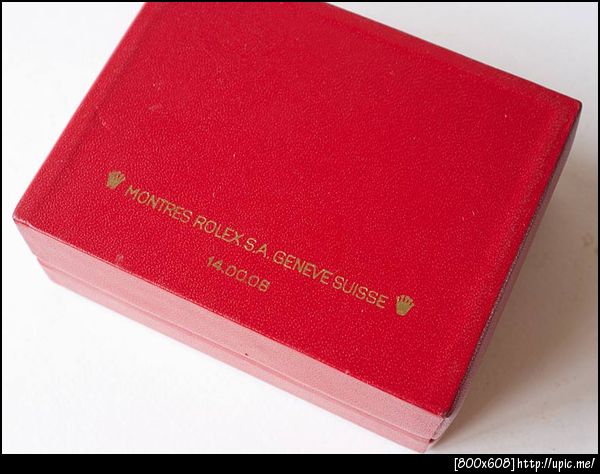 MONTRES ROLEX S.A. GENEVE SUISSE
14.00.08
[800x608]http://upic.me/